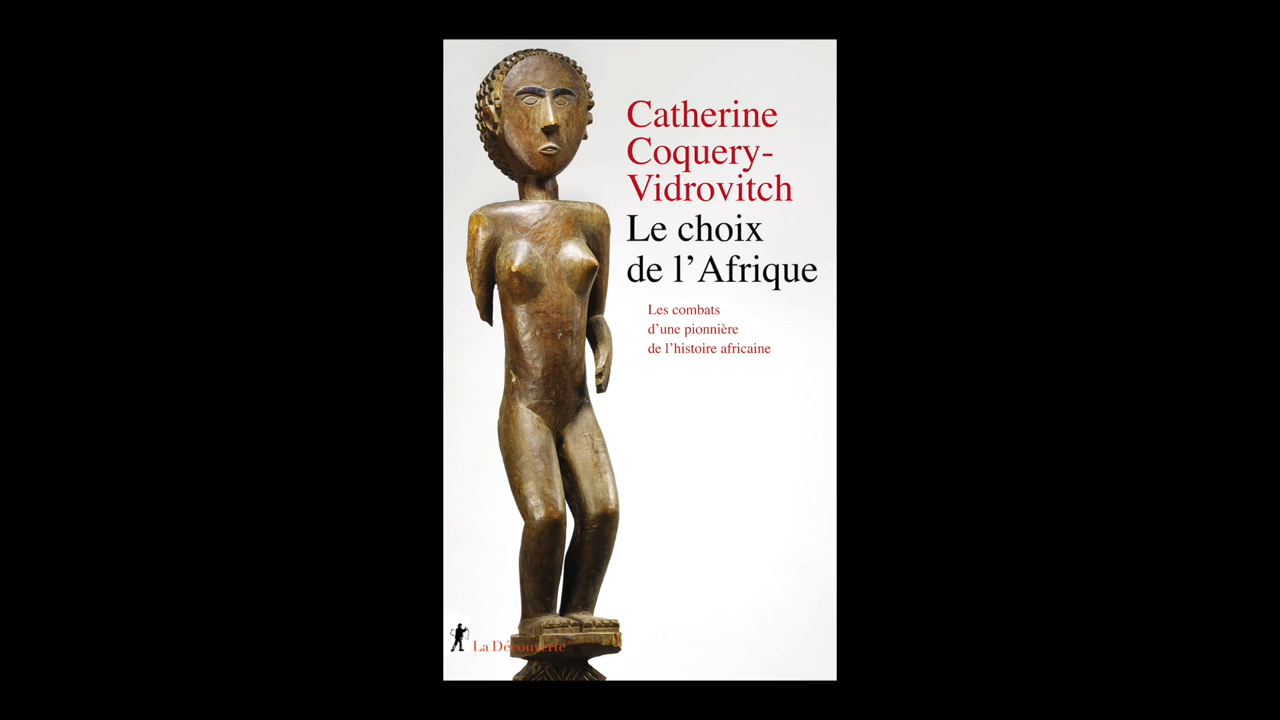 Catherine
Coquery-
Vidrovitch
Le choix
de l’Afrique
Les combats
d’une pionnière
de l’histoire africaine
La Découverte